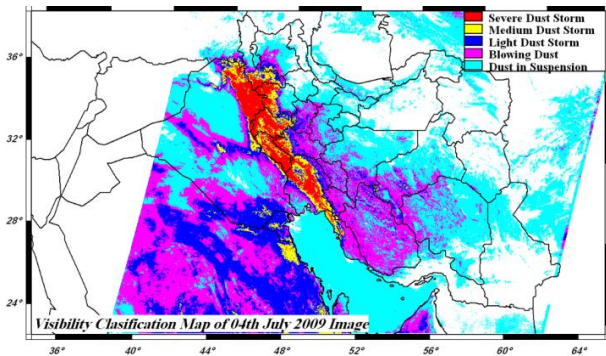 Severe Dust Storm
Medium Dust Storm
Light Dust Storm
Blowing Dust
Dust in Suspension
36°
32°
28°
24°
Visibility Clasification Map of 04th July 2009 Image
36° 40° 44° 48° 52° 56° 60° 64°